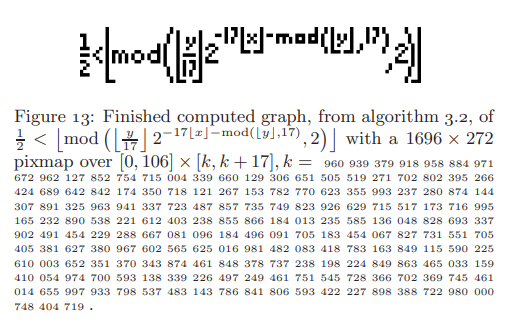 1/2 < ⌊mod(⌊y/17⌋2^(-17⌊x⌋-mod(⌊y⌋,17)),2)⌋
Figure 13: Finished computed graph, from algorithm 3.2, of
1/2 < ⌊mod(⌊y/17⌋ 2^(−17⌊x⌋−mod(⌊y⌋,17)), 2)⌋ with a 1696 × 272
pixmap over [0, 106] × [k, k + 17], k = 960 939 379 918 958 884 971
672 962 127 852 754 715 004 339 660 129 306 651 505 519 271 702 802 395 266
424 689 642 842 174 350 718 121 267 153 782 770 623 355 993 237 280 874 144
307 891 325 963 941 337 723 487 857 735 749 823 926 629 715 517 173 716 995
165 232 890 538 221 612 403 238 855 866 184 013 235 585 136 048 828 693 337
902 491 454 229 288 667 081 096 184 496 091 705 183 454 067 827 731 551 705
405 381 627 380 967 602 565 625 016 981 482 083 418 783 163 849 115 590 225
610 003 652 351 370 343 874 461 848 378 737 238 198 224 849 863 465 033 159
410 054 974 700 593 138 339 226 497 249 461 751 545 728 366 702 369 745 461
014 655 997 933 798 537 483 143 786 841 806 593 422 227 898 388 722 980 000
748 404 719 .